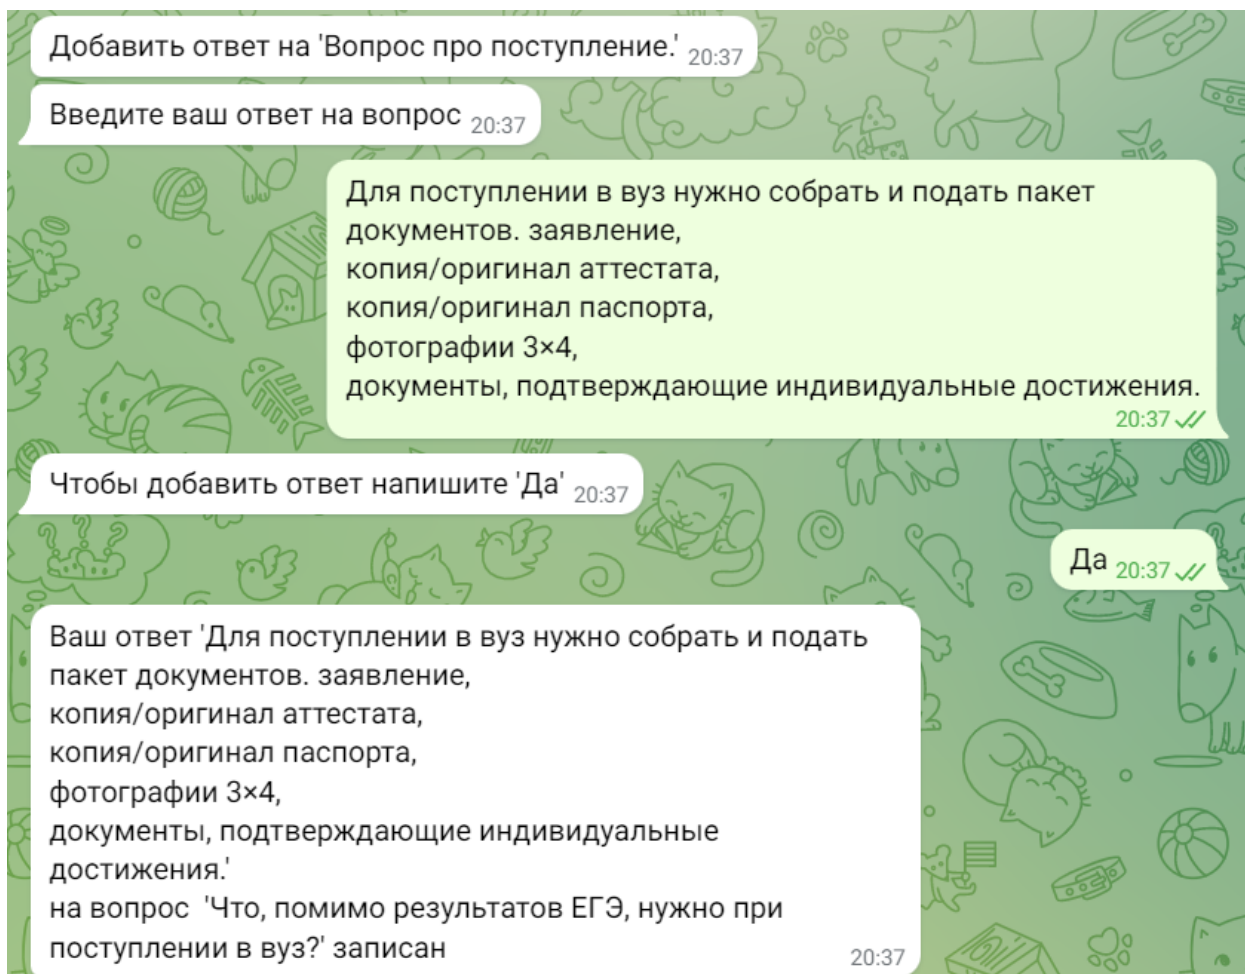 Добавить ответ на 'Вопрос про поступление.' 20:37
Введите ваш ответ на вопрос 20:37
Для поступлении в вуз нужно собрать и подать пакет
документов. заявление,
копия/оригинал аттестата,
копия/оригинал паспорта,
фотографии 3×4,
документы, подтверждающие индивидуальные достижения.
20:37
Чтобы добавить ответ напишите 'Да' 20:37
Да 20:37
Ваш ответ 'Для поступлении в вуз нужно собрать и подать
пакет документов. заявление,
копия/оригинал аттестата,
копия/оригинал паспорта,
фотографии 3×4,
документы, подтверждающие индивидуальные
достижения.'
на вопрос  'Что, помимо результатов ЕГЭ, нужно при
поступлении в вуз?' записан 20:37